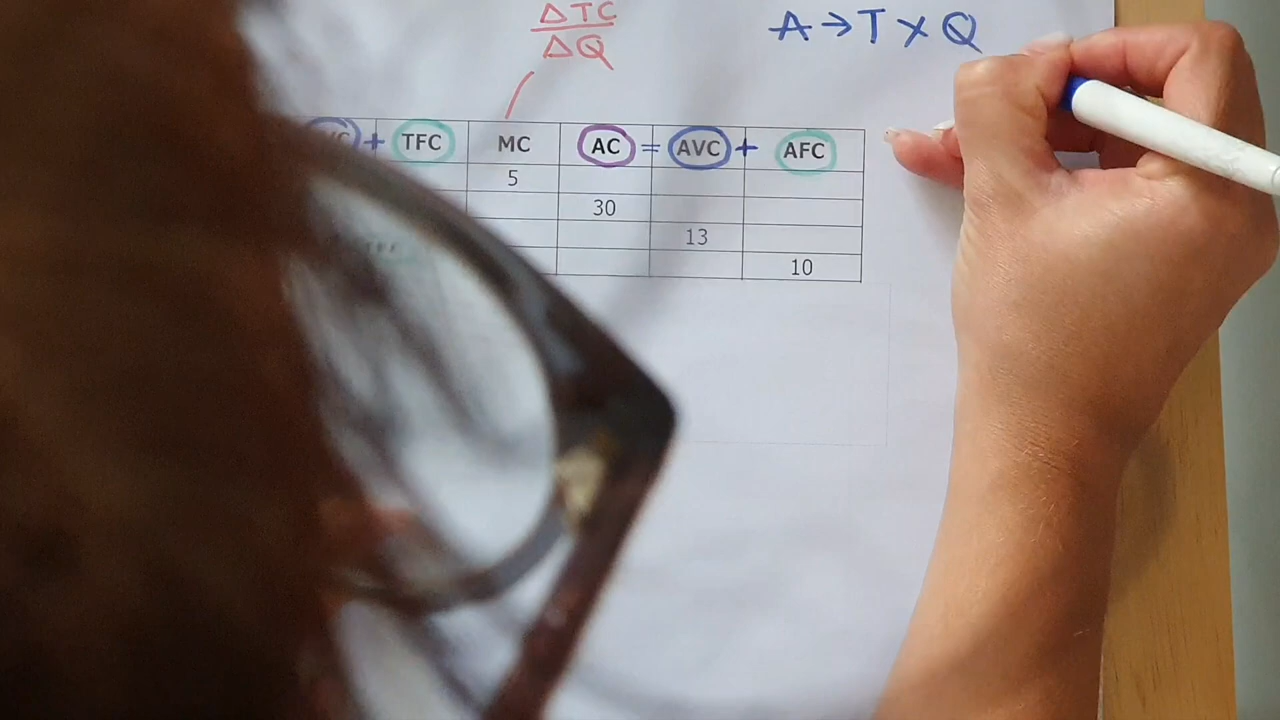 ΔTC
ΔQ
A → T × Q
+ TFC MC AC = AVC + AFC
5
30
13
10